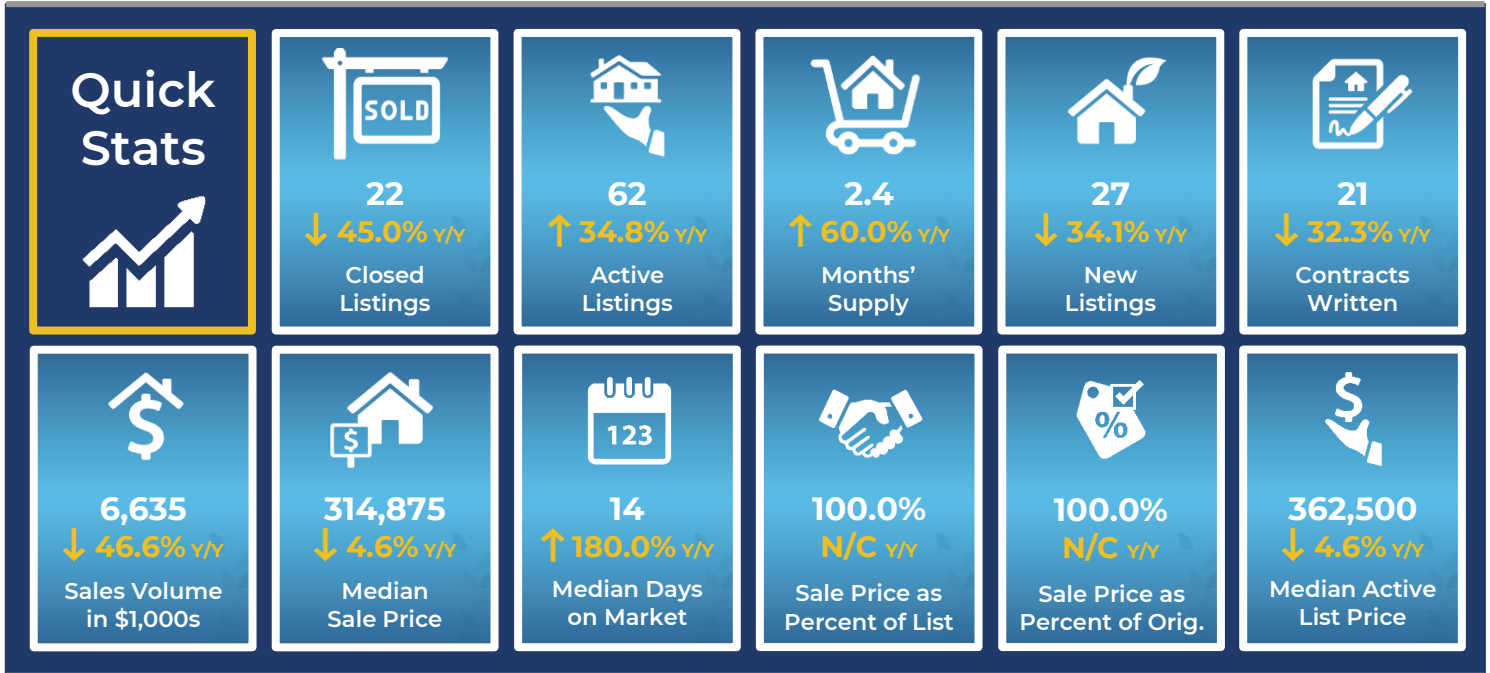 Quick
Stats
SOLD
22
↓ 45.0% Y/Y
Closed
Listings
62
↑ 34.8% Y/Y
Active
Listings
2.4
↑ 60.0% Y/Y
Months’
Supply
27
↓ 34.1% Y/Y
New
Listings
21
↓ 32.3% Y/Y
Contracts
Written
$
6,635
↓ 46.6% Y/Y
Sales Volume
in $1,000s
$
314,875
↓ 4.6% Y/Y
Median
Sale Price
123
14
↑ 180.0% Y/Y
Median Days
on Market
100.0%
N/C Y/Y
Sale Price as
Percent of List
%
100.0%
N/C Y/Y
Sale Price as
Percent of Orig.
$
362,500
↓ 4.6% Y/Y
Median Active
List Price